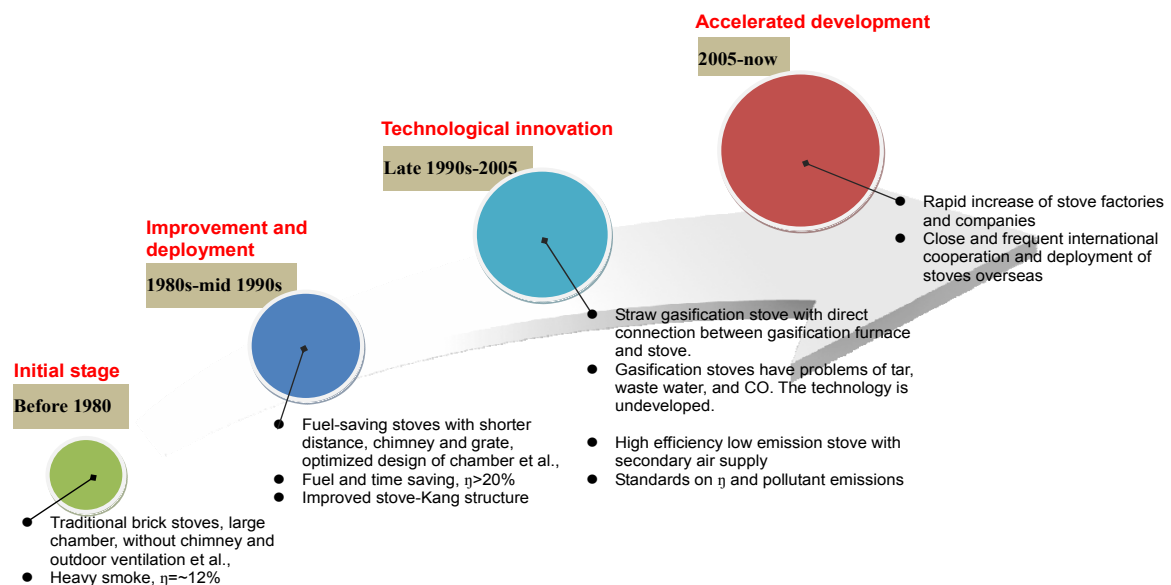 Accelerated development
2005-now
Rapid increase of stove factories
and companies
Close and frequent international
cooperation and deployment of
stoves overseas
Technological innovation
Late 1990s-2005
Straw gasification stove with direct
connection between gasification furnace
and stove.
Gasification stoves have problems of tar,
waste water, and CO. The technology is
undeveloped.
High efficiency low emission stove with
secondary air supply
Standards on η and pollutant emissions
Improvement and
deployment
1980s-mid 1990s
Fuel-saving stoves with shorter
distance, chimney and grate,
optimized design of chamber et al.,
Fuel and time saving, η>20%
Improved stove-Kang structure
Initial stage
Before 1980
Traditional brick stoves, large
chamber, without chimney and
outdoor ventilation et al.,
Heavy smoke, η=~12%